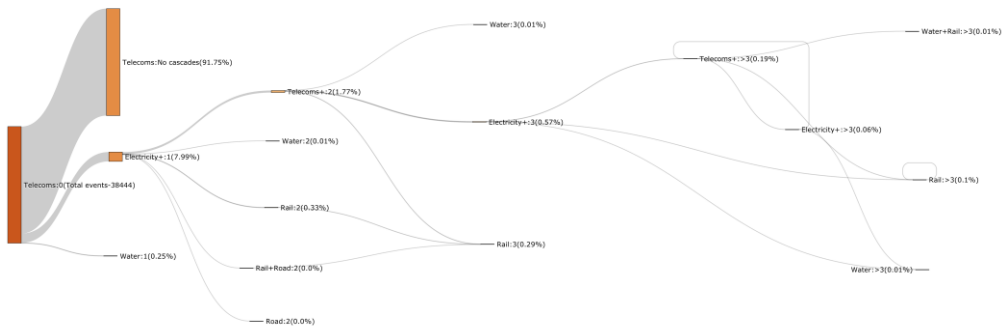 Water:3(0.01%)
Water+Rail:>3(0.01%)
Telecoms:No cascades(91.75%)
Telecoms+:>3(0.19%)
Telecoms+:2(1.77%)
Electricity+:3(0.57%)
Electricity+:>3(0.06%)
Water:2(0.01%)
Electricity+:1(7.99%)
Telecoms:0(Total events-38444)
Rail:>3(0.1%)
Rail:2(0.33%)
Rail:3(0.29%)
Water:1(0.25%)
Rail+Road:2(0.0%)
Water:>3(0.01%)
Road:2(0.0%)